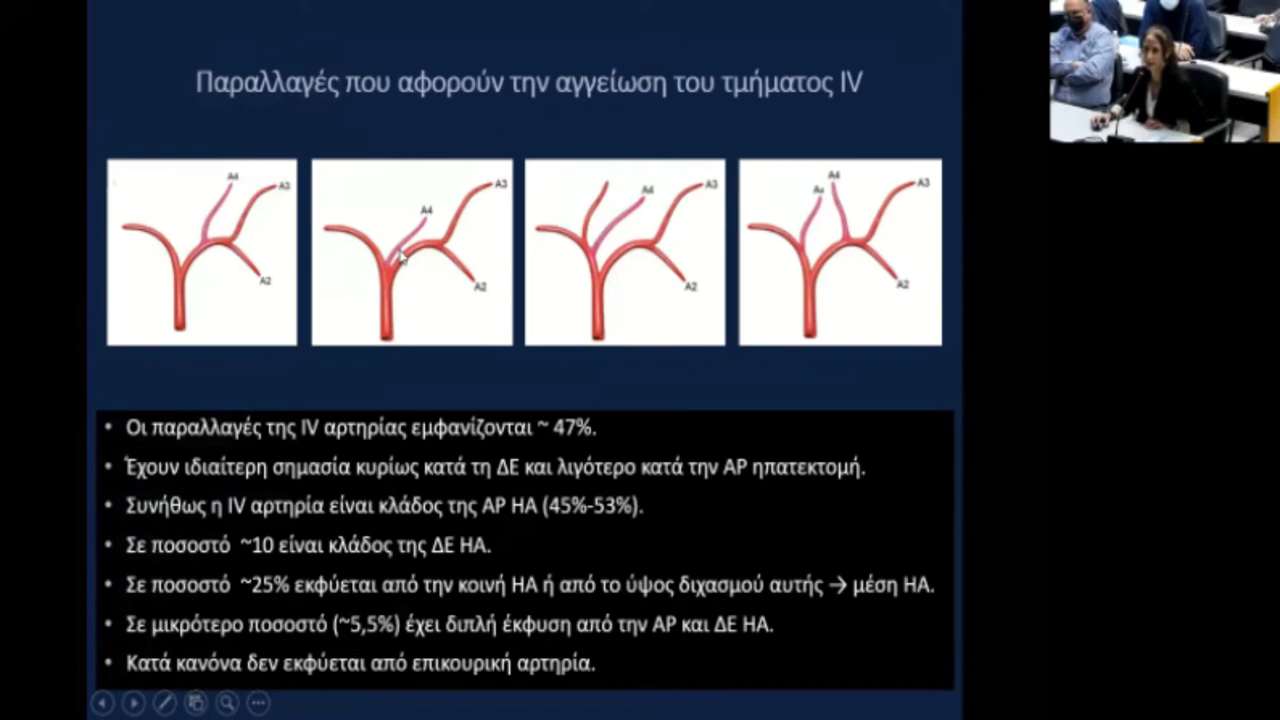 Παραλλαγές που αφορούν την αγγείωση του τμήματος IV
A4
A3
A2
A4
A3
A2
A4
A3
A2
A4
A4
A3
A2
• Οι παραλλαγές της IV αρτηρίας εμφανίζονται ~ 47%.
• Έχουν ιδιαίτερη σημασία κυρίως κατά τη ΔΕ και λιγότερο κατά την ΑΡ ηπατεκτομή.
• Συνήθως η IV αρτηρία είναι κλάδος της ΑΡ ΗΑ (45%-53%).
• Σε ποσοστό ~10 είναι κλάδος της ΔΕ ΗΑ.
• Σε ποσοστό ~25% εκφύεται από την κοινή ΗΑ ή από το ύψος διχασμού αυτής → μέση ΗΑ.
• Σε μικρότερο ποσοστό (~5,5%) έχει διπλή έκφυση από την ΑΡ και ΔΕ ΗΑ.
• Κατά κανόνα δεν εκφύεται από επικουρική αρτηρία.